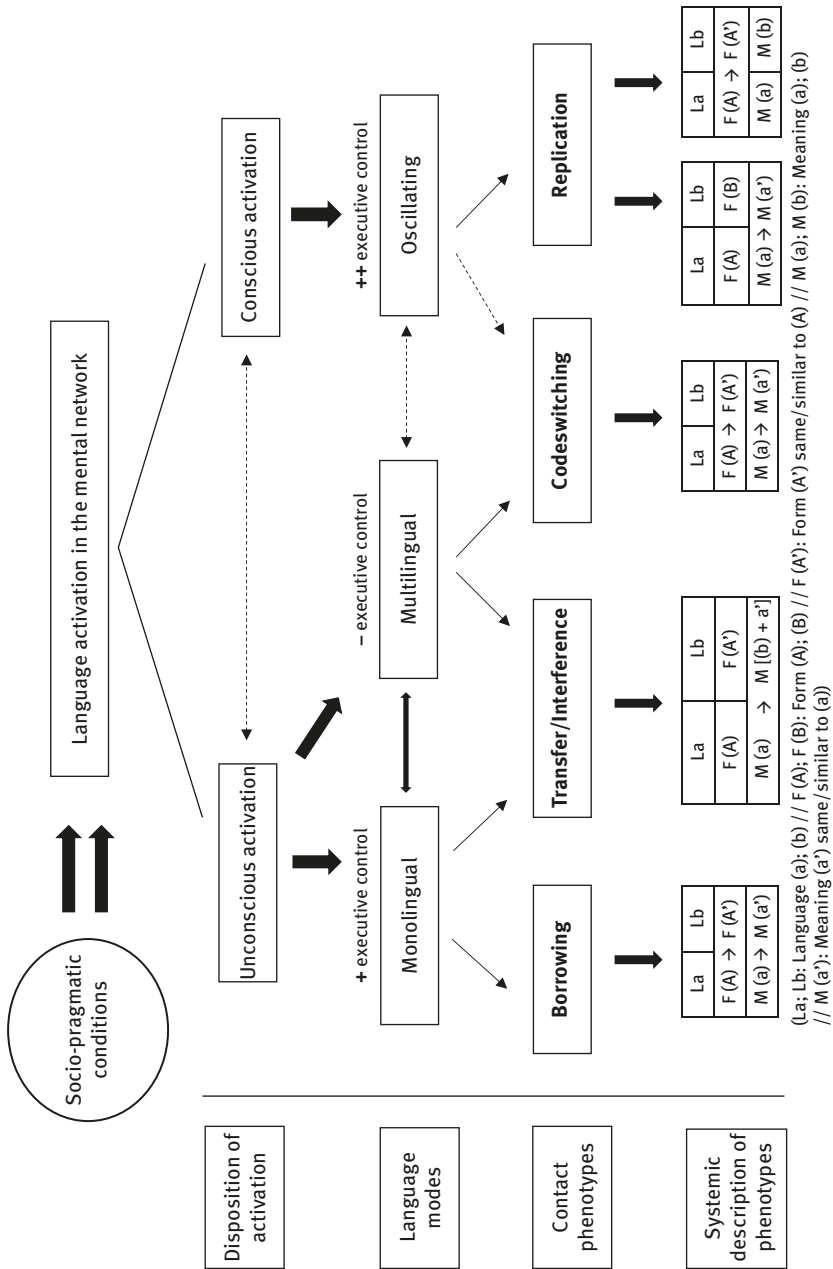 Socio-pragmatic
conditions
Language activation in the mental network
Disposition of
activation
Unconscious activation
Conscious activation
+ executive control
– executive control
++ executive control
Language
modes
Monolingual
Multilingual
Oscillating
Contact
phenotypes
Borrowing
Transfer/Interference
Codeswitching
Replication
Systemic
description of
phenotypes
La Lb
F (A) → F (A’)
M (a) → M (a’)
La Lb
F (A) F (A’)
M (a) → M [(b) + a’]
La Lb
F (A) → F (A’)
M (a) → M (a’)
La Lb
F (A) F (B)
M (a) → M (a’)
La Lb
F (A) → F (A’)
M (a) M (b)
(La; Lb: Language (a); (b) // F (A); F (B): Form (A); (B) // F (A’): Form (A’) same/similar to (A) // M (a); M (b): Meaning (a); (b)
// M (a’): Meaning (a’) same/similar to (a))